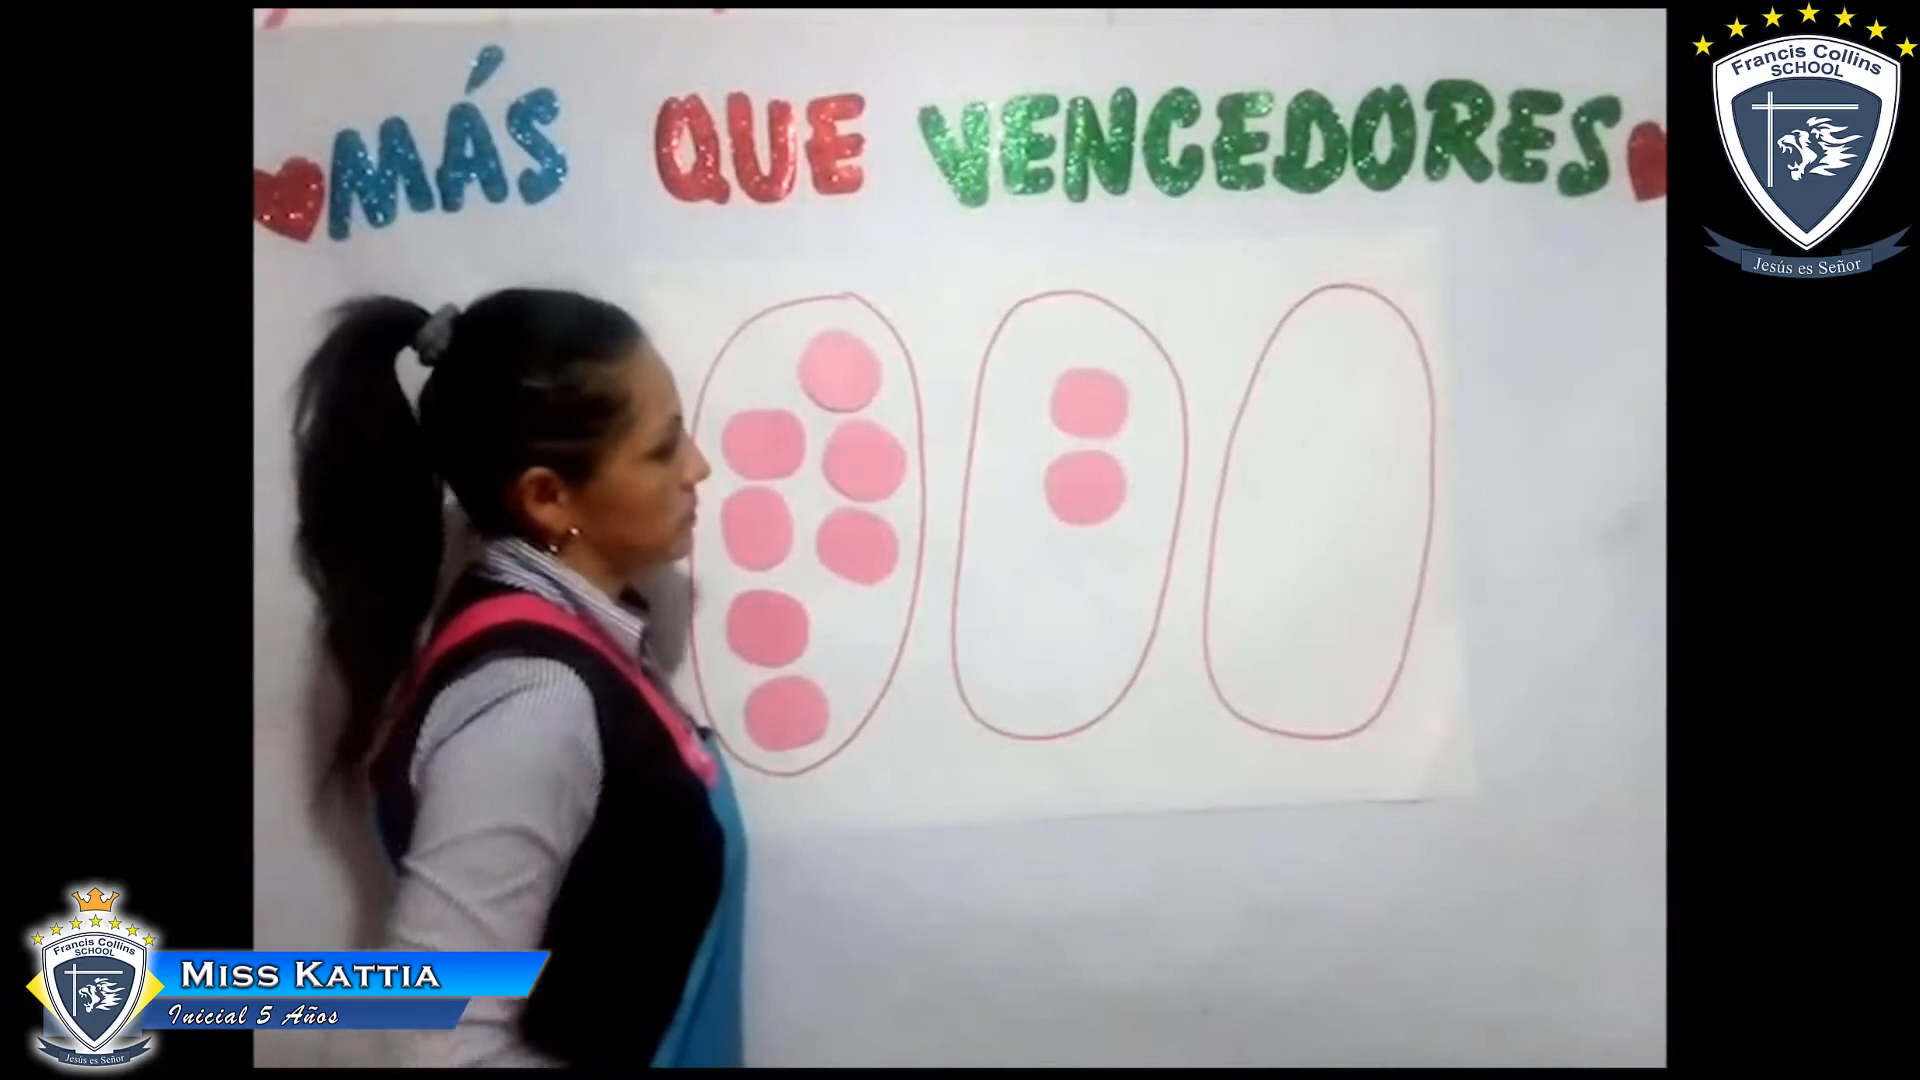 MÁS QUE VENCEDORES
Francis Collins
SCHOOL
Jesús es Señor
Francis Collins
SCHOOL
Jesús es Señor
MISS KATTIA
Inicial 5 Años